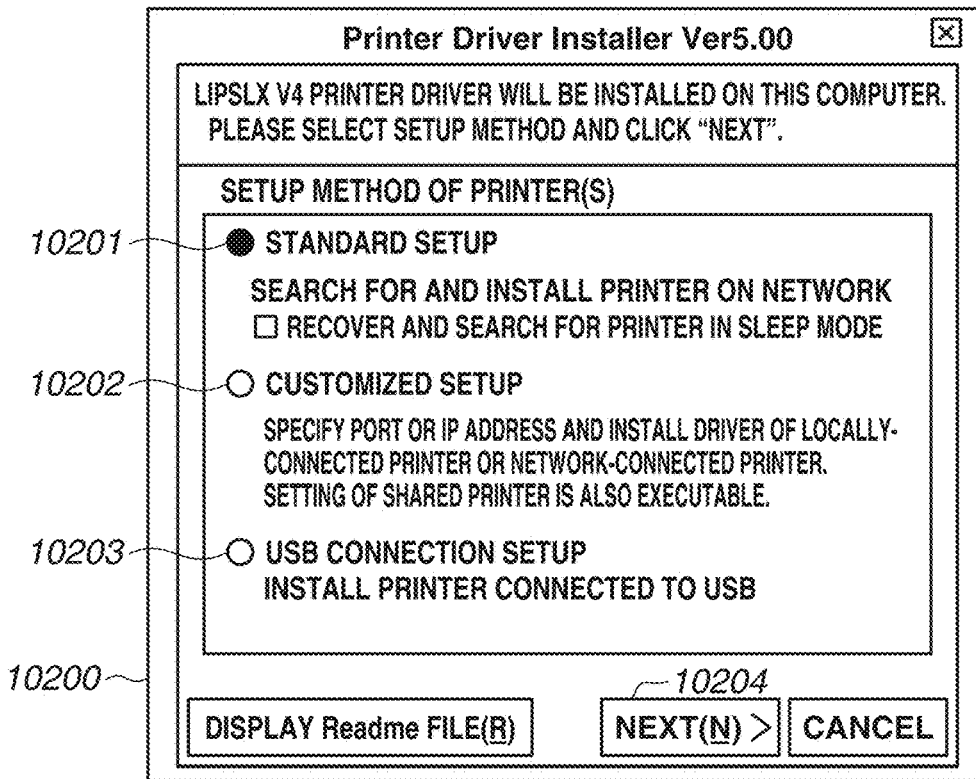 Printer Driver Installer Ver5.00
LIPSLX V4 PRINTER DRIVER WILL BE INSTALLED ON THIS COMPUTER.
PLEASE SELECT SETUP METHOD AND CLICK “NEXT”.
SETUP METHOD OF PRINTER(S)
10201
STANDARD SETUP
SEARCH FOR AND INSTALL PRINTER ON NETWORK
RECOVER AND SEARCH FOR PRINTER IN SLEEP MODE
10202
CUSTOMIZED SETUP
SPECIFY PORT OR IP ADDRESS AND INSTALL DRIVER OF LOCALLY-
CONNECTED PRINTER OR NETWORK-CONNECTED PRINTER.
SETTING OF SHARED PRINTER IS ALSO EXECUTABLE.
10203
USB CONNECTION SETUP
INSTALL PRINTER CONNECTED TO USB
10200
10204
DISPLAY Readme FILE(R)
NEXT(N) >
CANCEL